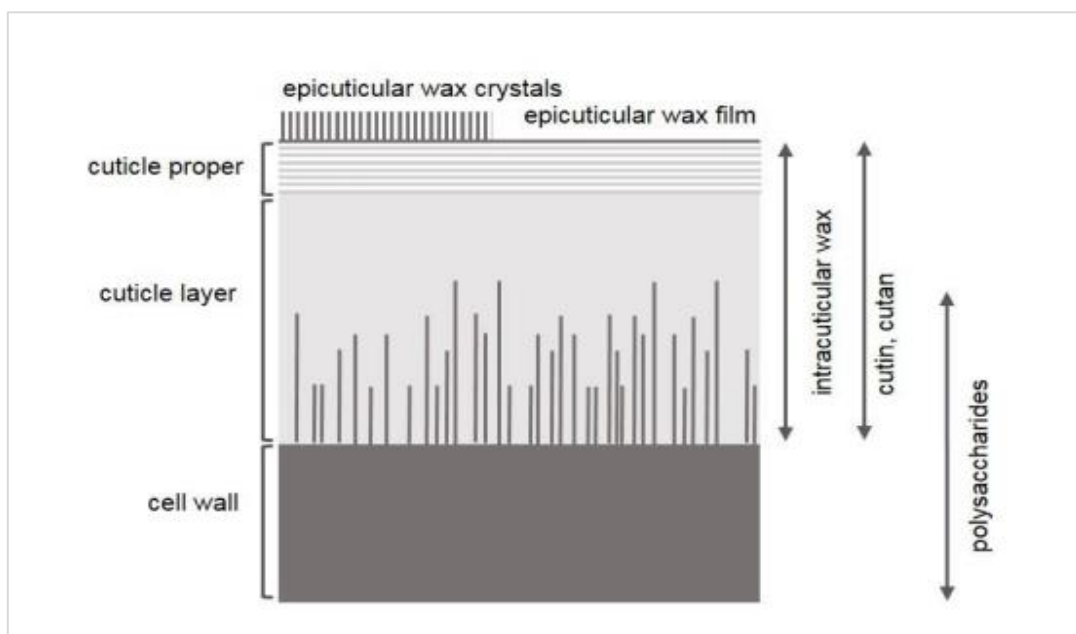 epicuticular wax crystals
epicuticular wax film
cuticle proper
cuticle layer
cell wall
intracuticular wax
cutin, cutan
polysaccharides